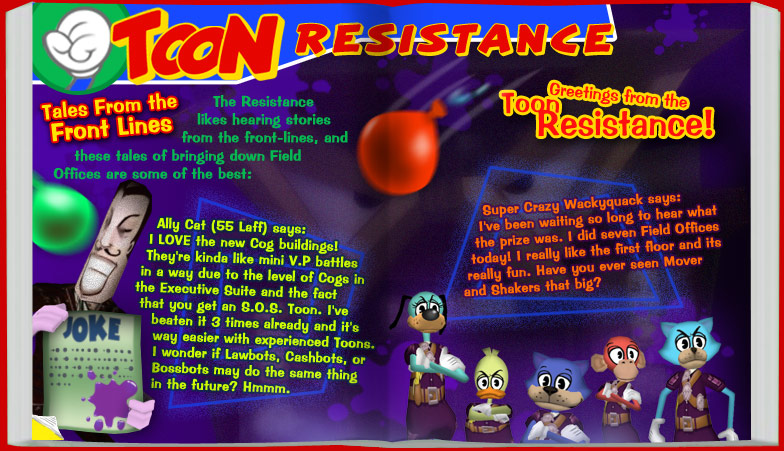 TOON RESISTANCE
Tales From the
Front Lines
The Resistance
likes hearing stories
from the front-lines, and
these tales of bringing down Field
Offices are some of the best:
Ally Cat (55 Laff) says:
I LOVE the new Cog buildings!
They're kinda like mini V.P battles
in a way due to the level of Cogs in
the Executive Suite and the fact
that you get an S.O.S. Toon. I've
beaten it 3 times already and it's
way easier with experienced Toons.
I wonder if Lawbots, Cashbots, or
Bossbots may do the same thing
in the future? Hmmm.
JOKE
Greetings from the
Toon
Resistance!
Super Crazy Wackyquack says:
I've been waiting so long to hear what
the prize was. I did seven Field Offices
today! I really like the first floor and its
really fun. Have you ever seen Mover
and Shakers that big?